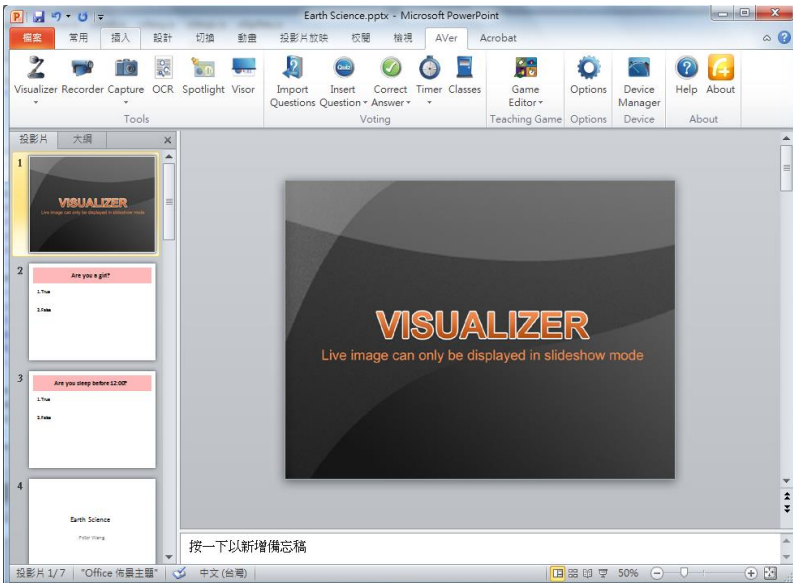 Earth Science.pptx - Microsoft PowerPoint
檔案 常用 插入 設計 切換 動畫 投影片放映 校閱 檢視 AVer Acrobat
Visualizer Recorder Capture OCR Spotlight Visor Import Questions Insert Question Correct Answer Timer Classes Game Editor Options Device Manager Help About
Quiz
Tools Voting Teaching Game Options Device About
投影片 大綱
1
VISUALIZER
Live image can only be displayed in slideshow mode
2
Are you a girl?
1.True
2.False
3
Are you sleep before 12:00?
1.True
2.False
4
Earth Science
VISUALIZER
Live image can only be displayed in slideshow mode
按一下以新增備忘稿
投影片 1/7 "Office 佈景主題" 中文 (台灣) 50%